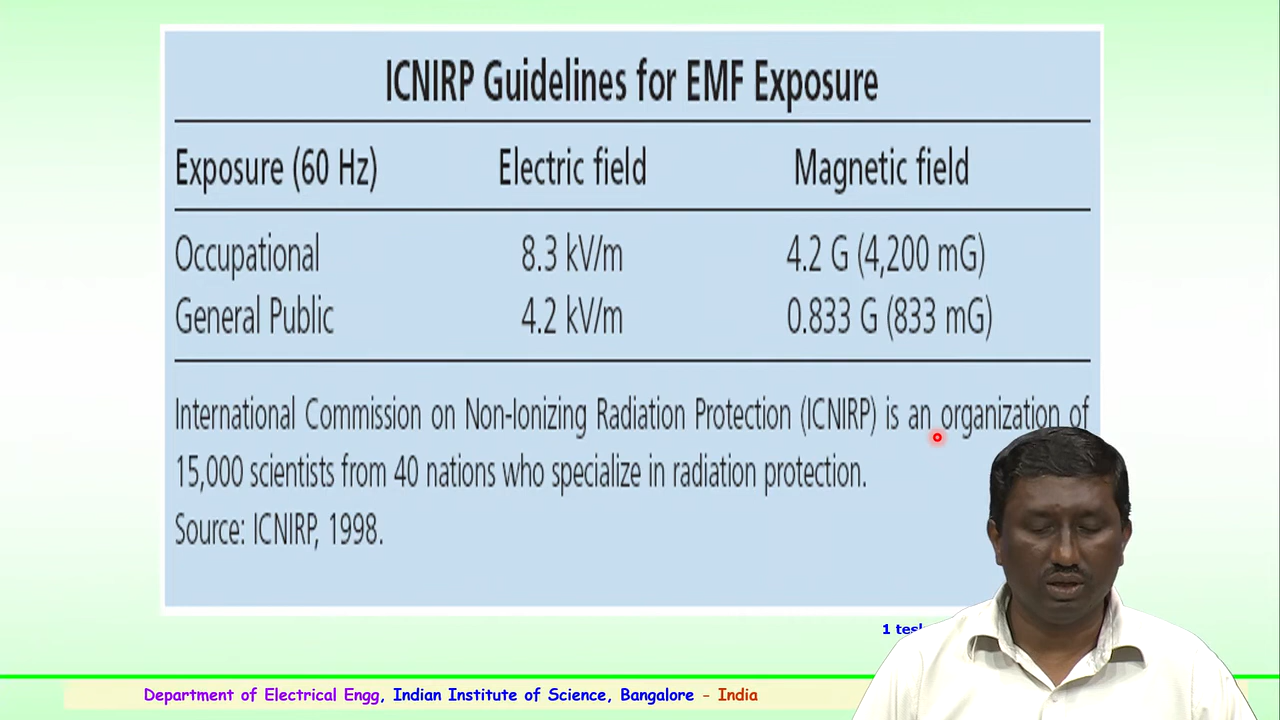 ICNIRP Guidelines for EMF Exposure
Exposure (60 Hz) Electric field Magnetic field
Occupational 8.3 kV/m 4.2 G (4,200 mG)
General Public 4.2 kV/m 0.833 G (833 mG)
International Commission on Non-Ionizing Radiation Protection (ICNIRP) is an organization of
15,000 scientists from 40 nations who specialize in radiation protection.
Source: ICNIRP, 1998.
1
Department of Electrical Engg, Indian Institute of Science, Bangalore - India